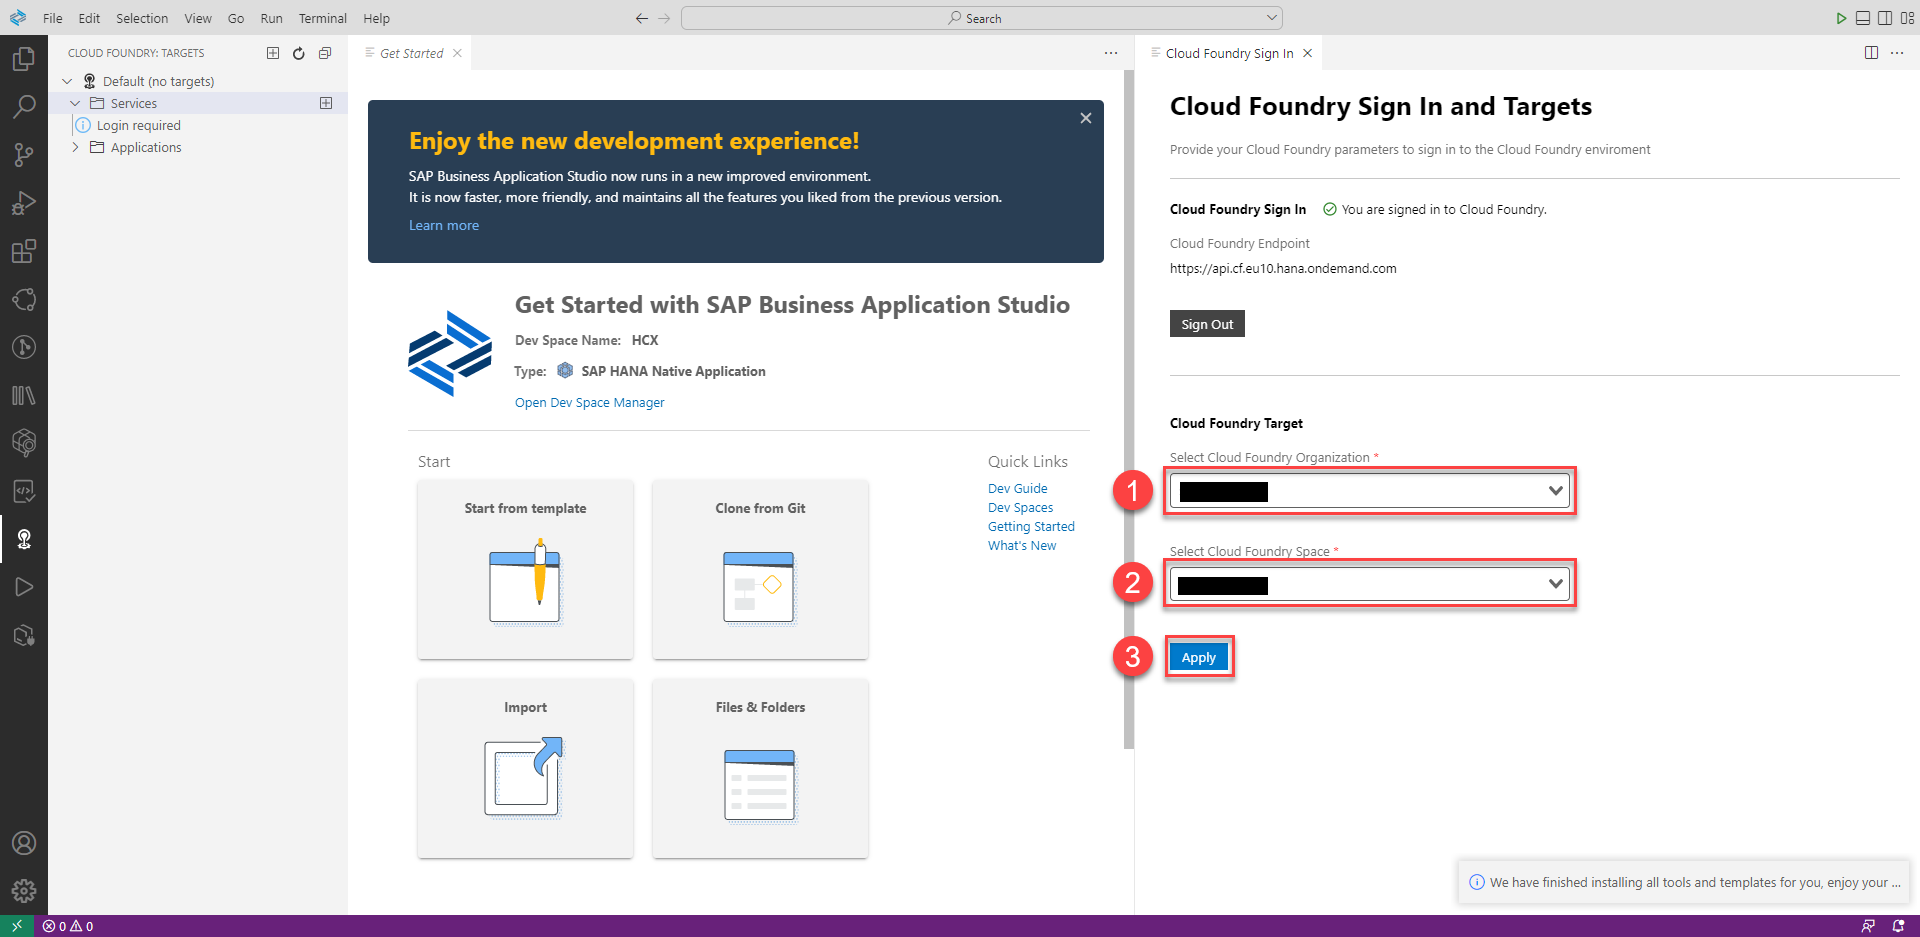 File Edit Selection View Go Run Terminal Help
Search
CLOUD FOUNDRY: TARGETS
Default (no targets)
Services
Login required
Applications
Get Started
Enjoy the new development experience!
SAP Business Application Studio now runs in a new improved environment.
It is now faster, more friendly, and maintains all the features you liked from the previous version.
Learn more
Get Started with SAP Business Application Studio
Dev Space Name: HCX
Type: SAP HANA Native Application
Open Dev Space Manager
Start
Start from template
Clone from Git
Import
Files & Folders
Quick Links
Dev Guide
Dev Spaces
Getting Started
What's New
Cloud Foundry Sign In
Cloud Foundry Sign In and Targets
Provide your Cloud Foundry parameters to sign in to the Cloud Foundry enviroment
Cloud Foundry Sign In You are signed in to Cloud Foundry.
Cloud Foundry Endpoint
https://api.cf.eu10.hana.ondemand.com
Sign Out
Cloud Foundry Target
Select Cloud Foundry Organization *
1
Select Cloud Foundry Space *
2
3 Apply
We have finished installing all tools and templates for you, enjoy your ...
0 0